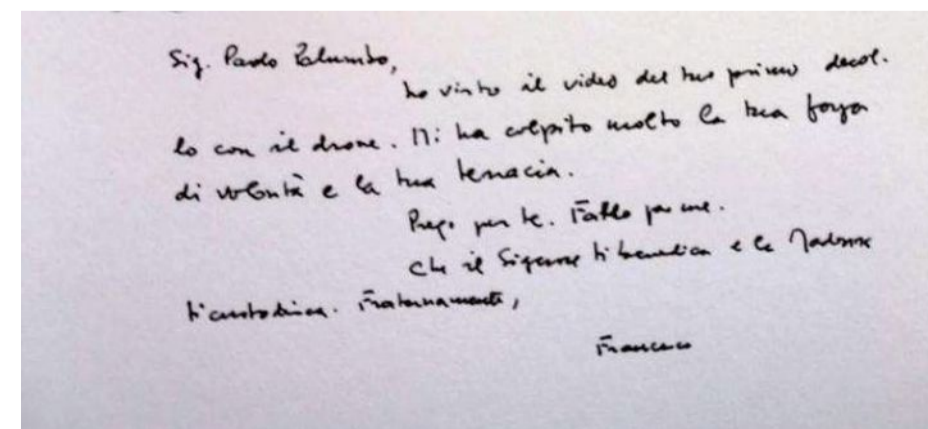 Sig. Paolo Palumbo,
ho visto il video del tuo primo decol.
lo con il drone. Mi ha colpito molto la tua forza
di volontà e la tua tenacia.
Prego per te. Fallo per me.
Che il Signore ti benedica e la Madonna
ti custodisca. Fraternamente,
Francesco